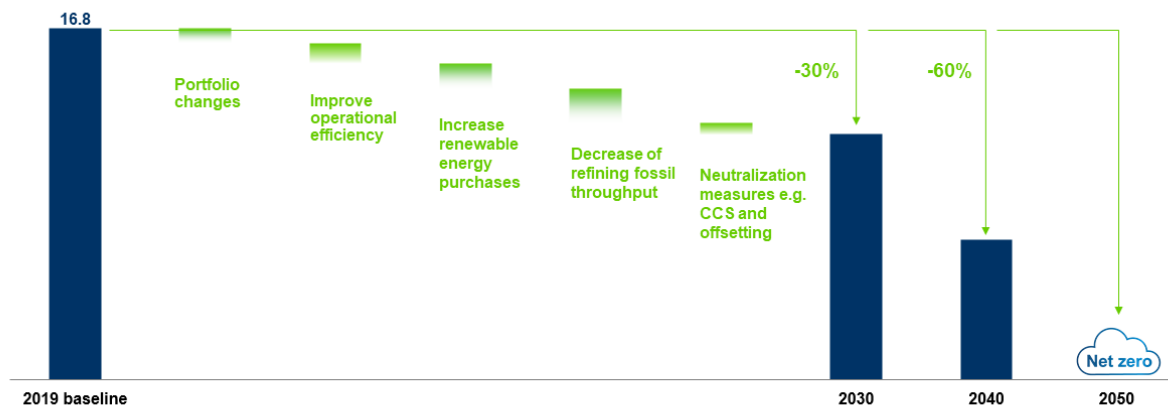 16.8
Portfolio
changes
Improve
operational
efficiency
Increase
renewable
energy
purchases
Decrease of
refining fossil
throughput
Neutralization
measures e.g.
CCS and
offsetting
-30%
-60%
Net zero
2019 baseline
2030
2040
2050